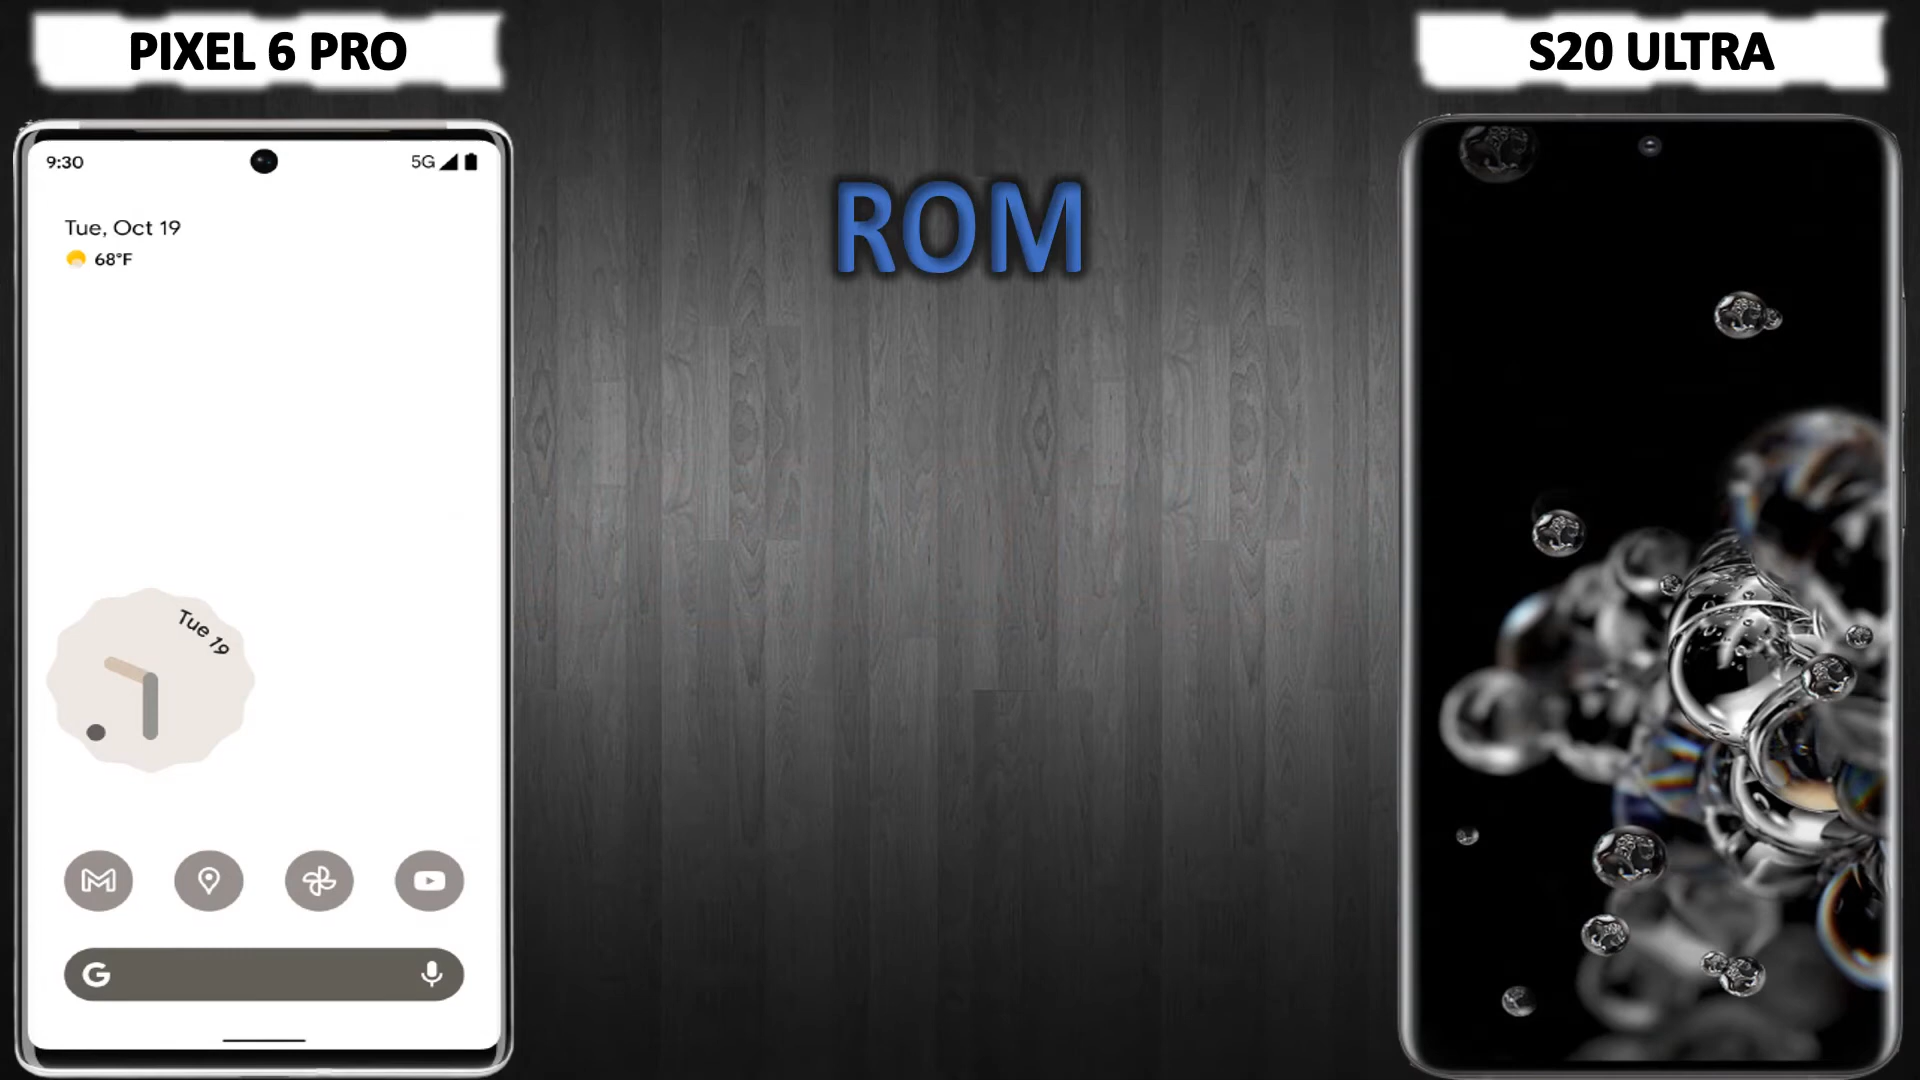 PIXEL 6 PRO
S20 ULTRA
ROM
9:30
5G
Tue, Oct 19
68°F
Tue 19
G